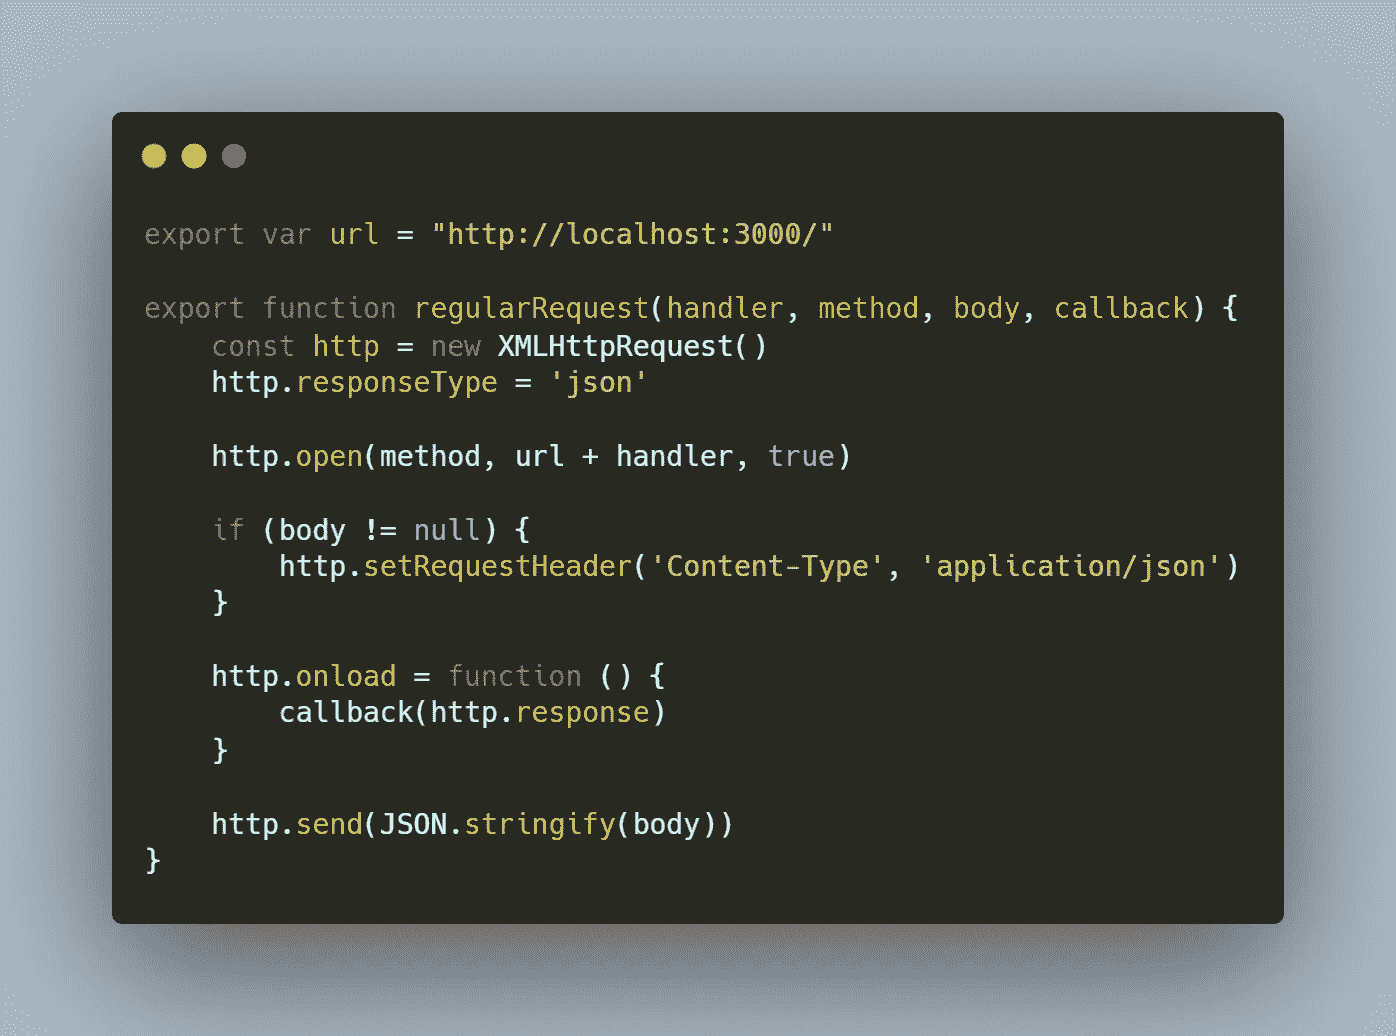 export var url = "http://localhost:3000/"
export function regularRequest(handler, method, body, callback) {
const http = new XMLHttpRequest()
http.responseType = 'json'
http.open(method, url + handler, true)
if (body != null) {
http.setRequestHeader('Content-Type', 'application/json')
}
http.onload = function () {
callback(http.response)
}
http.send(JSON.stringify(body))
}